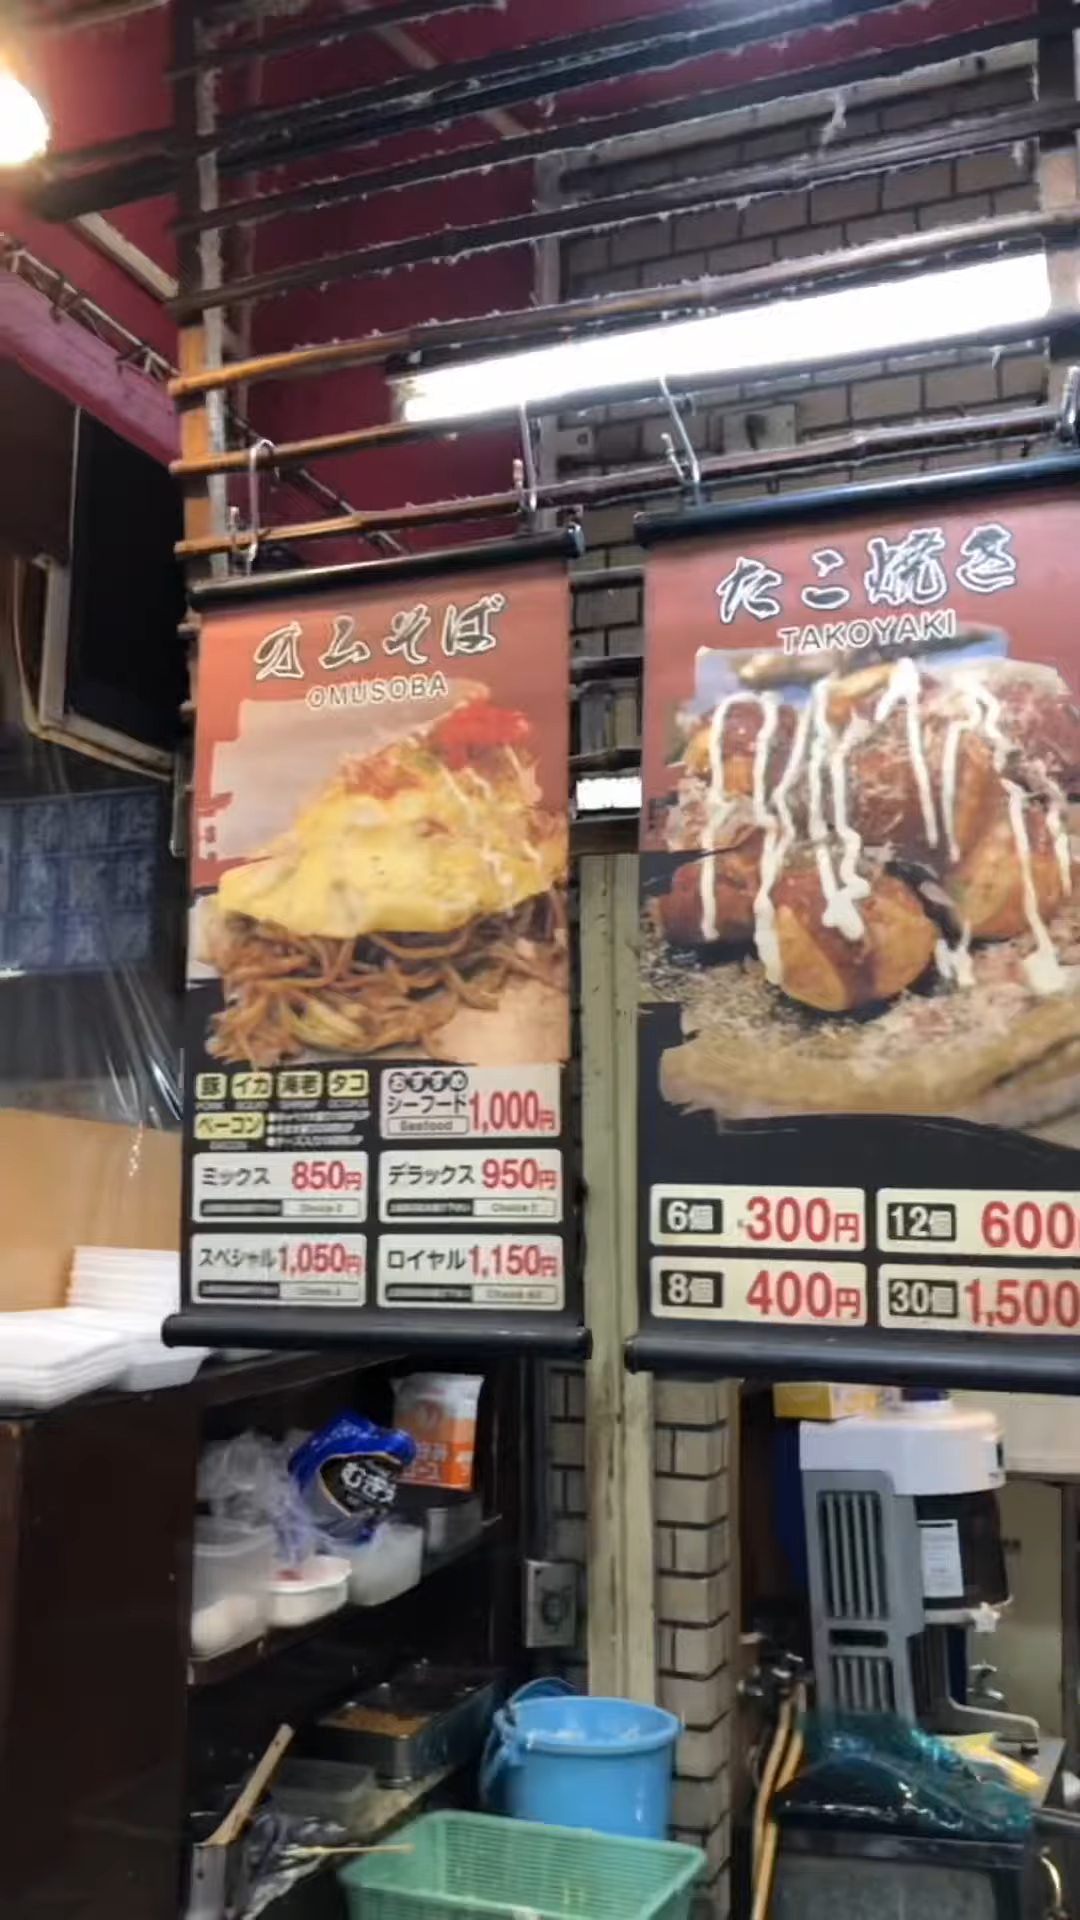 オムそば
OMUSOBA
豚 イカ 海老 タコ
ベーコン
おすすめ
シーフード 1,000円
Seafood
ミックス 850円
Choice 2
デラックス 950円
スペシャル 1,050円
ロイヤル 1,150円
Choice All
たこ焼き
TAKOYAKI
6個 300円
12個 600
8個 400円
30個 1,500